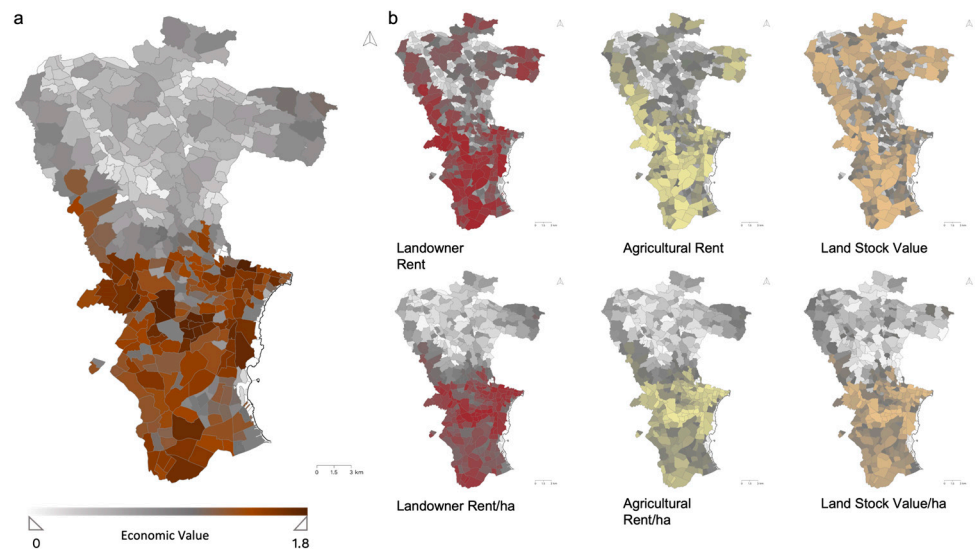 a
b
Landowner
Rent
Agricultural Rent
Land Stock Value
0 1.5 3 km
Economic Value
0
1.8
Landowner Rent/ha
Agricultural
Rent/ha
Land Stock Value/ha